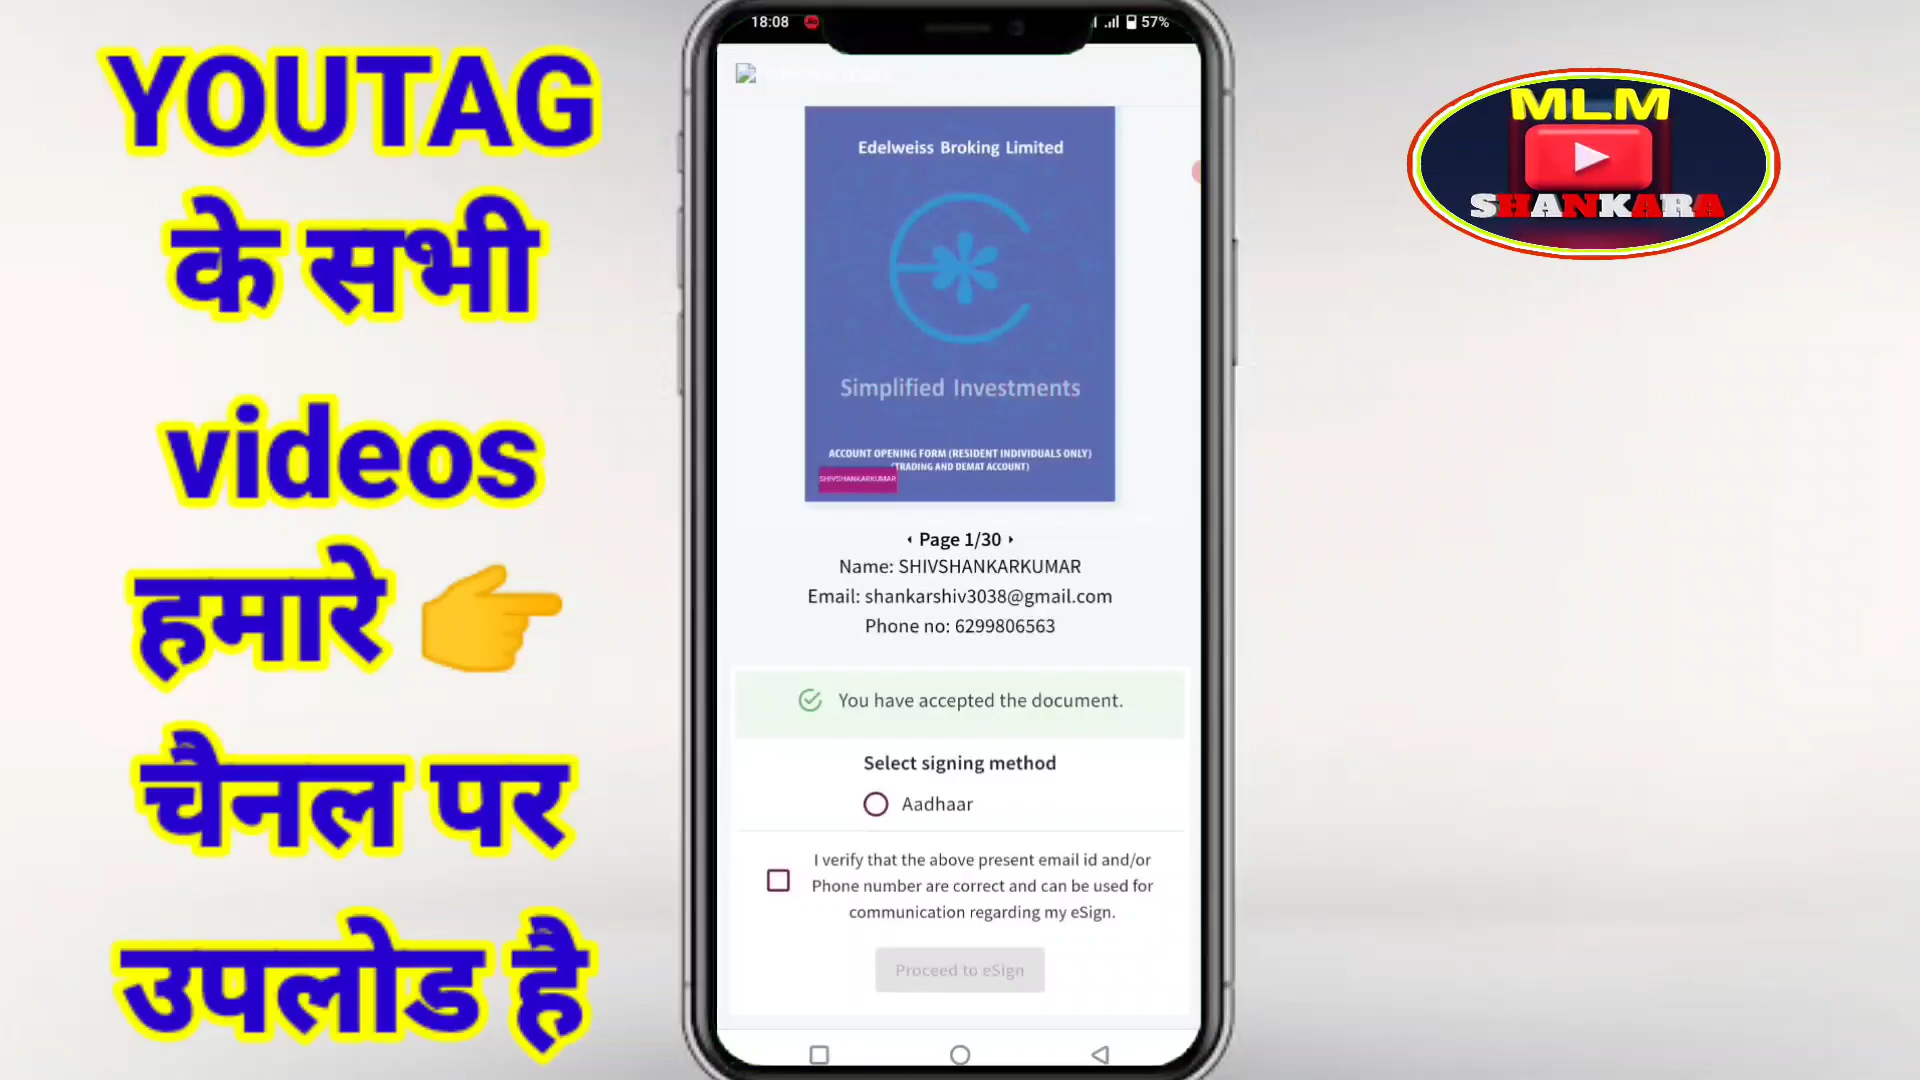 YOUTAG
के सभी
videos
हमारे 👉
चैनल पर
उपलोड है
18:08
57%
Edelweiss Broking Limited
Simplified Investments
ACCOUNT OPENING FORM (RESIDENT INDIVIDUALS ONLY)
(TRADING AND DEMAT ACCOUNT)
SHIVSHANKARKUMAR
Page 1/30
Name: SHIVSHANKARKUMAR
Email: shankarshiv3038@gmail.com
Phone no: 6299806563
You have accepted the document.
Select signing method
Aadhaar
I verify that the above present email id and/or
Phone number are correct and can be used for
communication regarding my eSign.
Proceed to eSign
MLM
SHANKARA